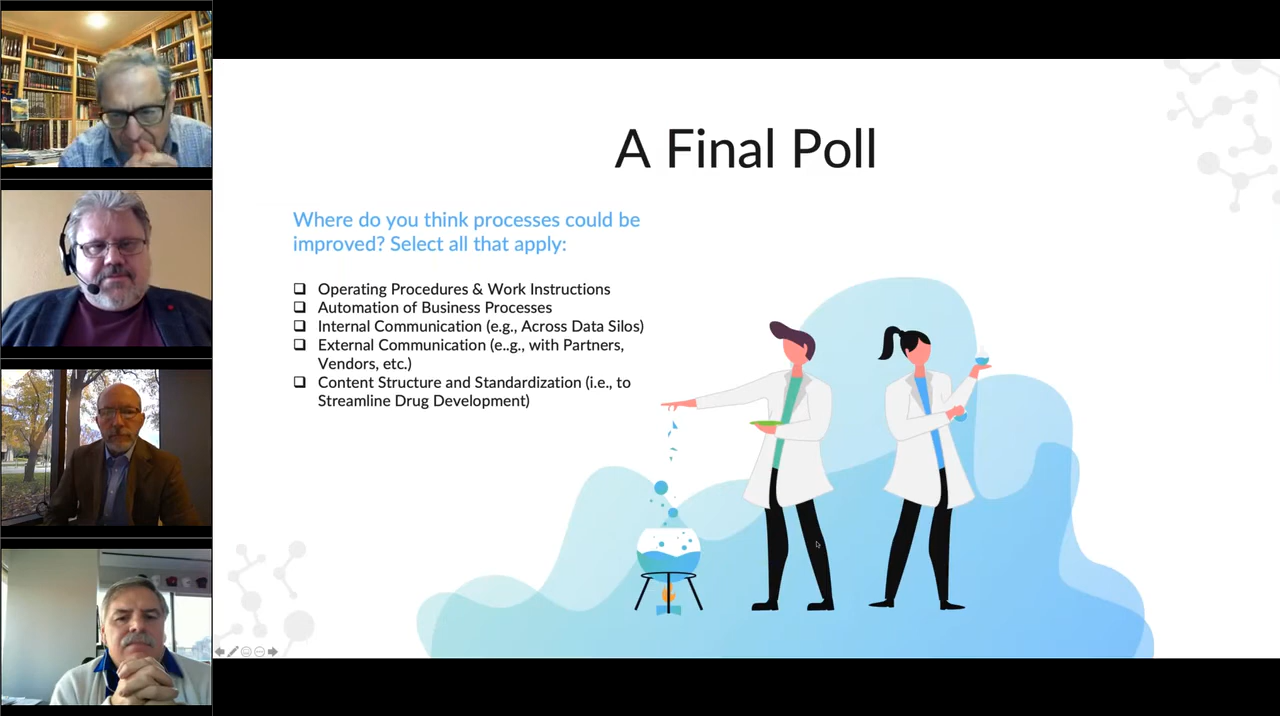 A Final Poll
Where do you think processes could be
improved? Select all that apply:
Operating Procedures & Work Instructions
Automation of Business Processes
Internal Communication (e.g., Across Data Silos)
External Communication (e..g., with Partners,
Vendors, etc.)
Content Structure and Standardization (i.e., to
Streamline Drug Development)